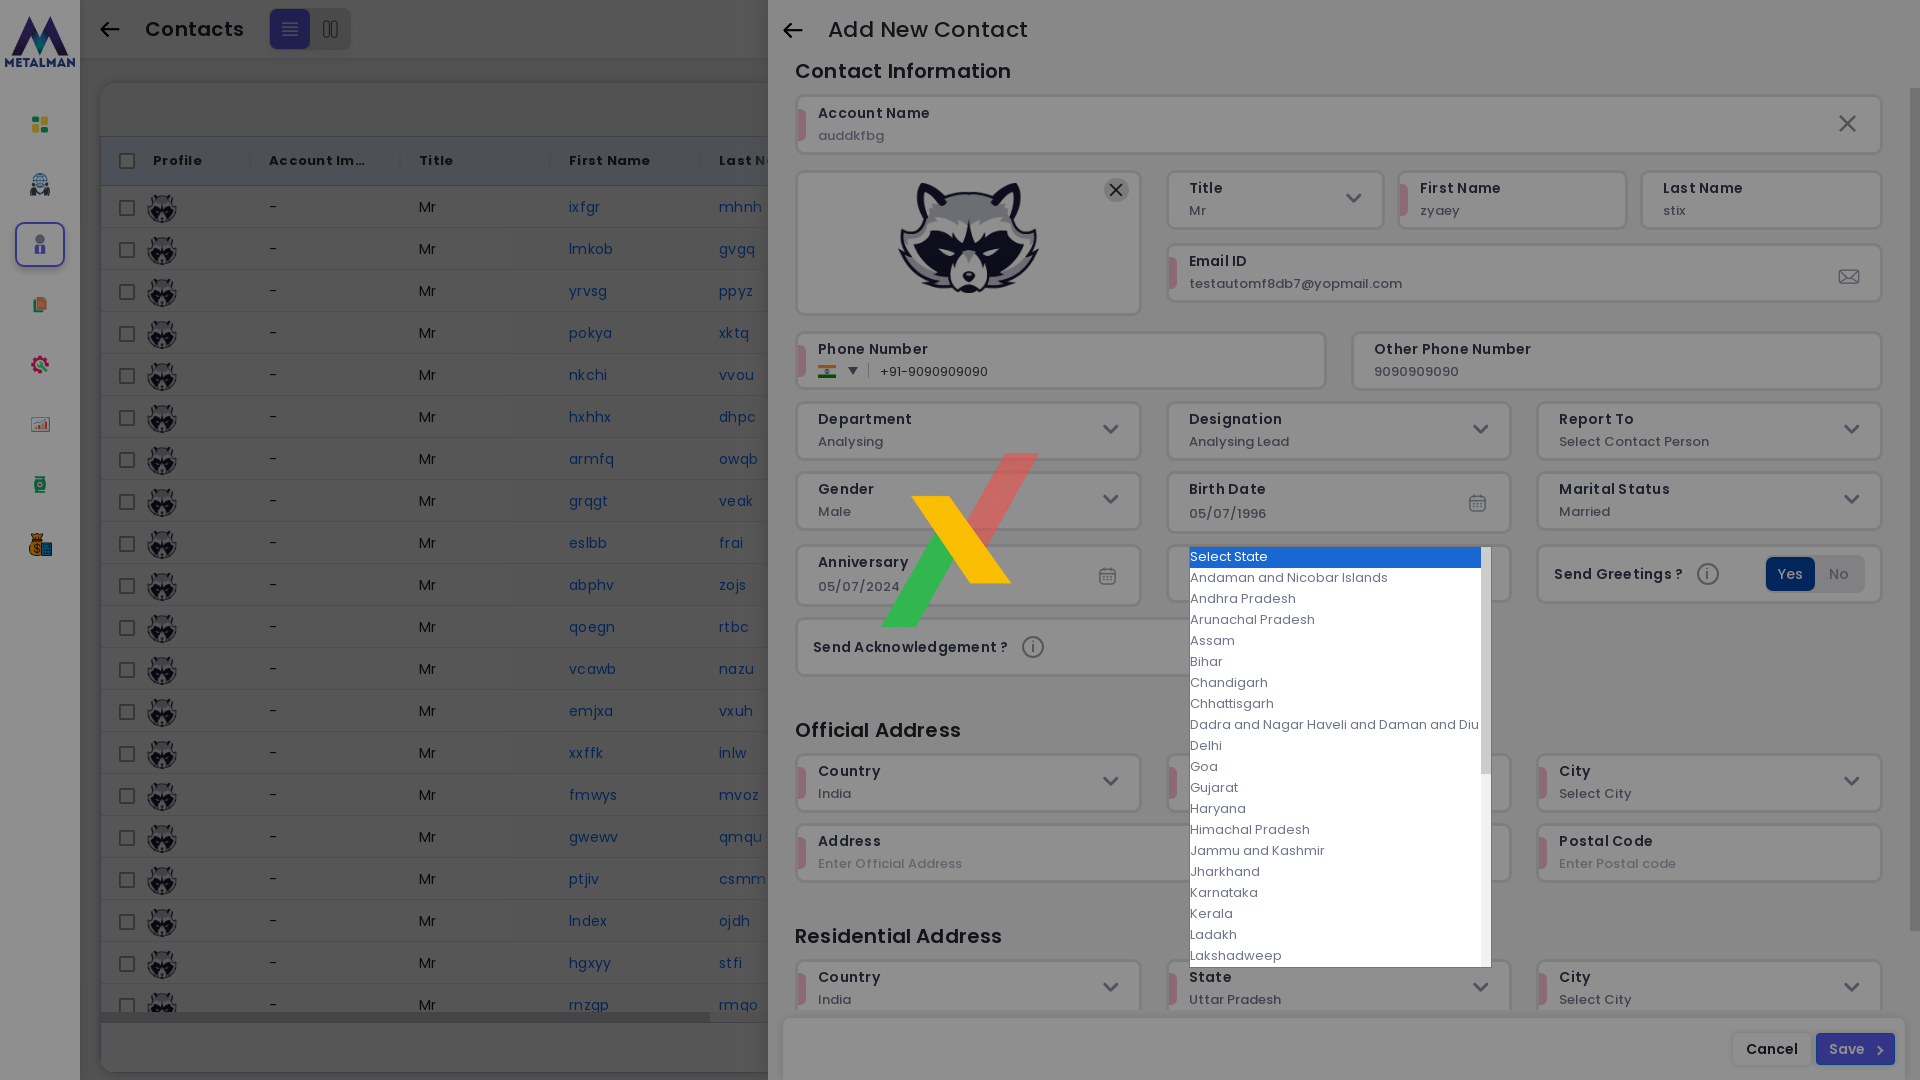 METALMAN
Contacts
Add New Contact
Contact Information
Account Name
auddkfbg
Profile Account Im... Title First Name Last N
- Mr ixfgr mhnh
- Mr lmkob gvgq
- Mr yrvsg ppyz
- Mr pokya xktq
- Mr nkchi vvou
- Mr hxhhx dhpc
- Mr armfq owqb
- Mr grqgt veak
- Mr eslbb frai
- Mr abphv zojs
- Mr qoegn rtbc
- Mr vcawb nazu
- Mr emjxa vxuh
- Mr xxffk inlw
- Mr fmwys mvoz
- Mr gwewv qmqu
- Mr ptjiv csmm
- Mr lndex ojdh
- Mr hgxyy stfi
- Mr rnzgp rmqo
Title
Mr
First Name
zyaey
Last Name
stix
Email ID
testautomf8db7@yopmail.com
Phone Number
+91-9090909090
Other Phone Number
9090909090
Department
Analysing
Designation
Analysing Lead
Report To
Select Contact Person
Gender
Male
Birth Date
05/07/1996
Marital Status
Married
Anniversary
05/07/2024
Send Greetings ? i Yes No
Send Acknowledgement ? i
Select State
Andaman and Nicobar Islands
Andhra Pradesh
Arunachal Pradesh
Assam
Bihar
Chandigarh
Chhattisgarh
Dadra and Nagar Haveli and Daman and Diu
Delhi
Goa
Gujarat
Haryana
Himachal Pradesh
Jammu and Kashmir
Jharkhand
Karnataka
Kerala
Ladakh
Lakshadweep
Official Address
Country
India
City
Select City
Address
Enter Official Address
Postal Code
Enter Postal code
Residential Address
Country
India
State
Uttar Pradesh
City
Select City
Cancel
Save